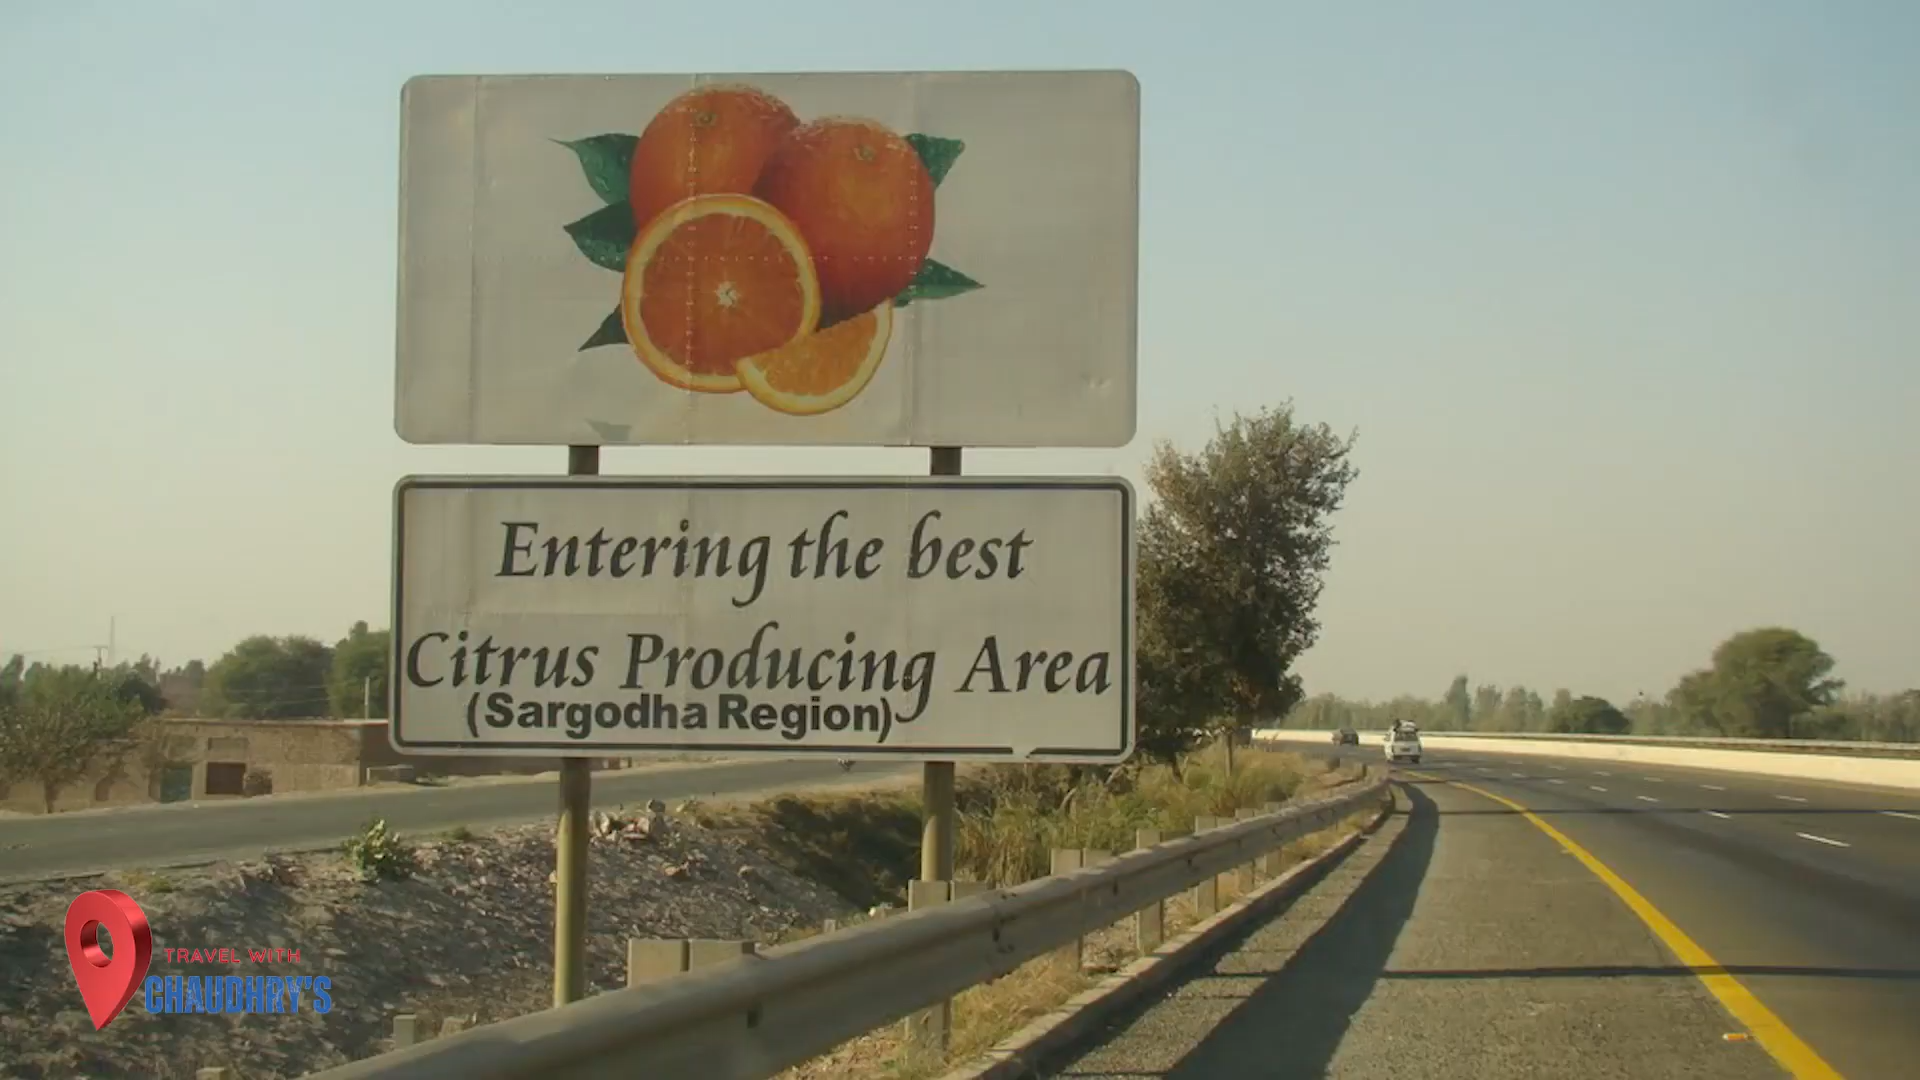 Entering the best
Citrus Producing Area
(Sargodha Region)
TRAVEL WITH
CHAUDHRY'S